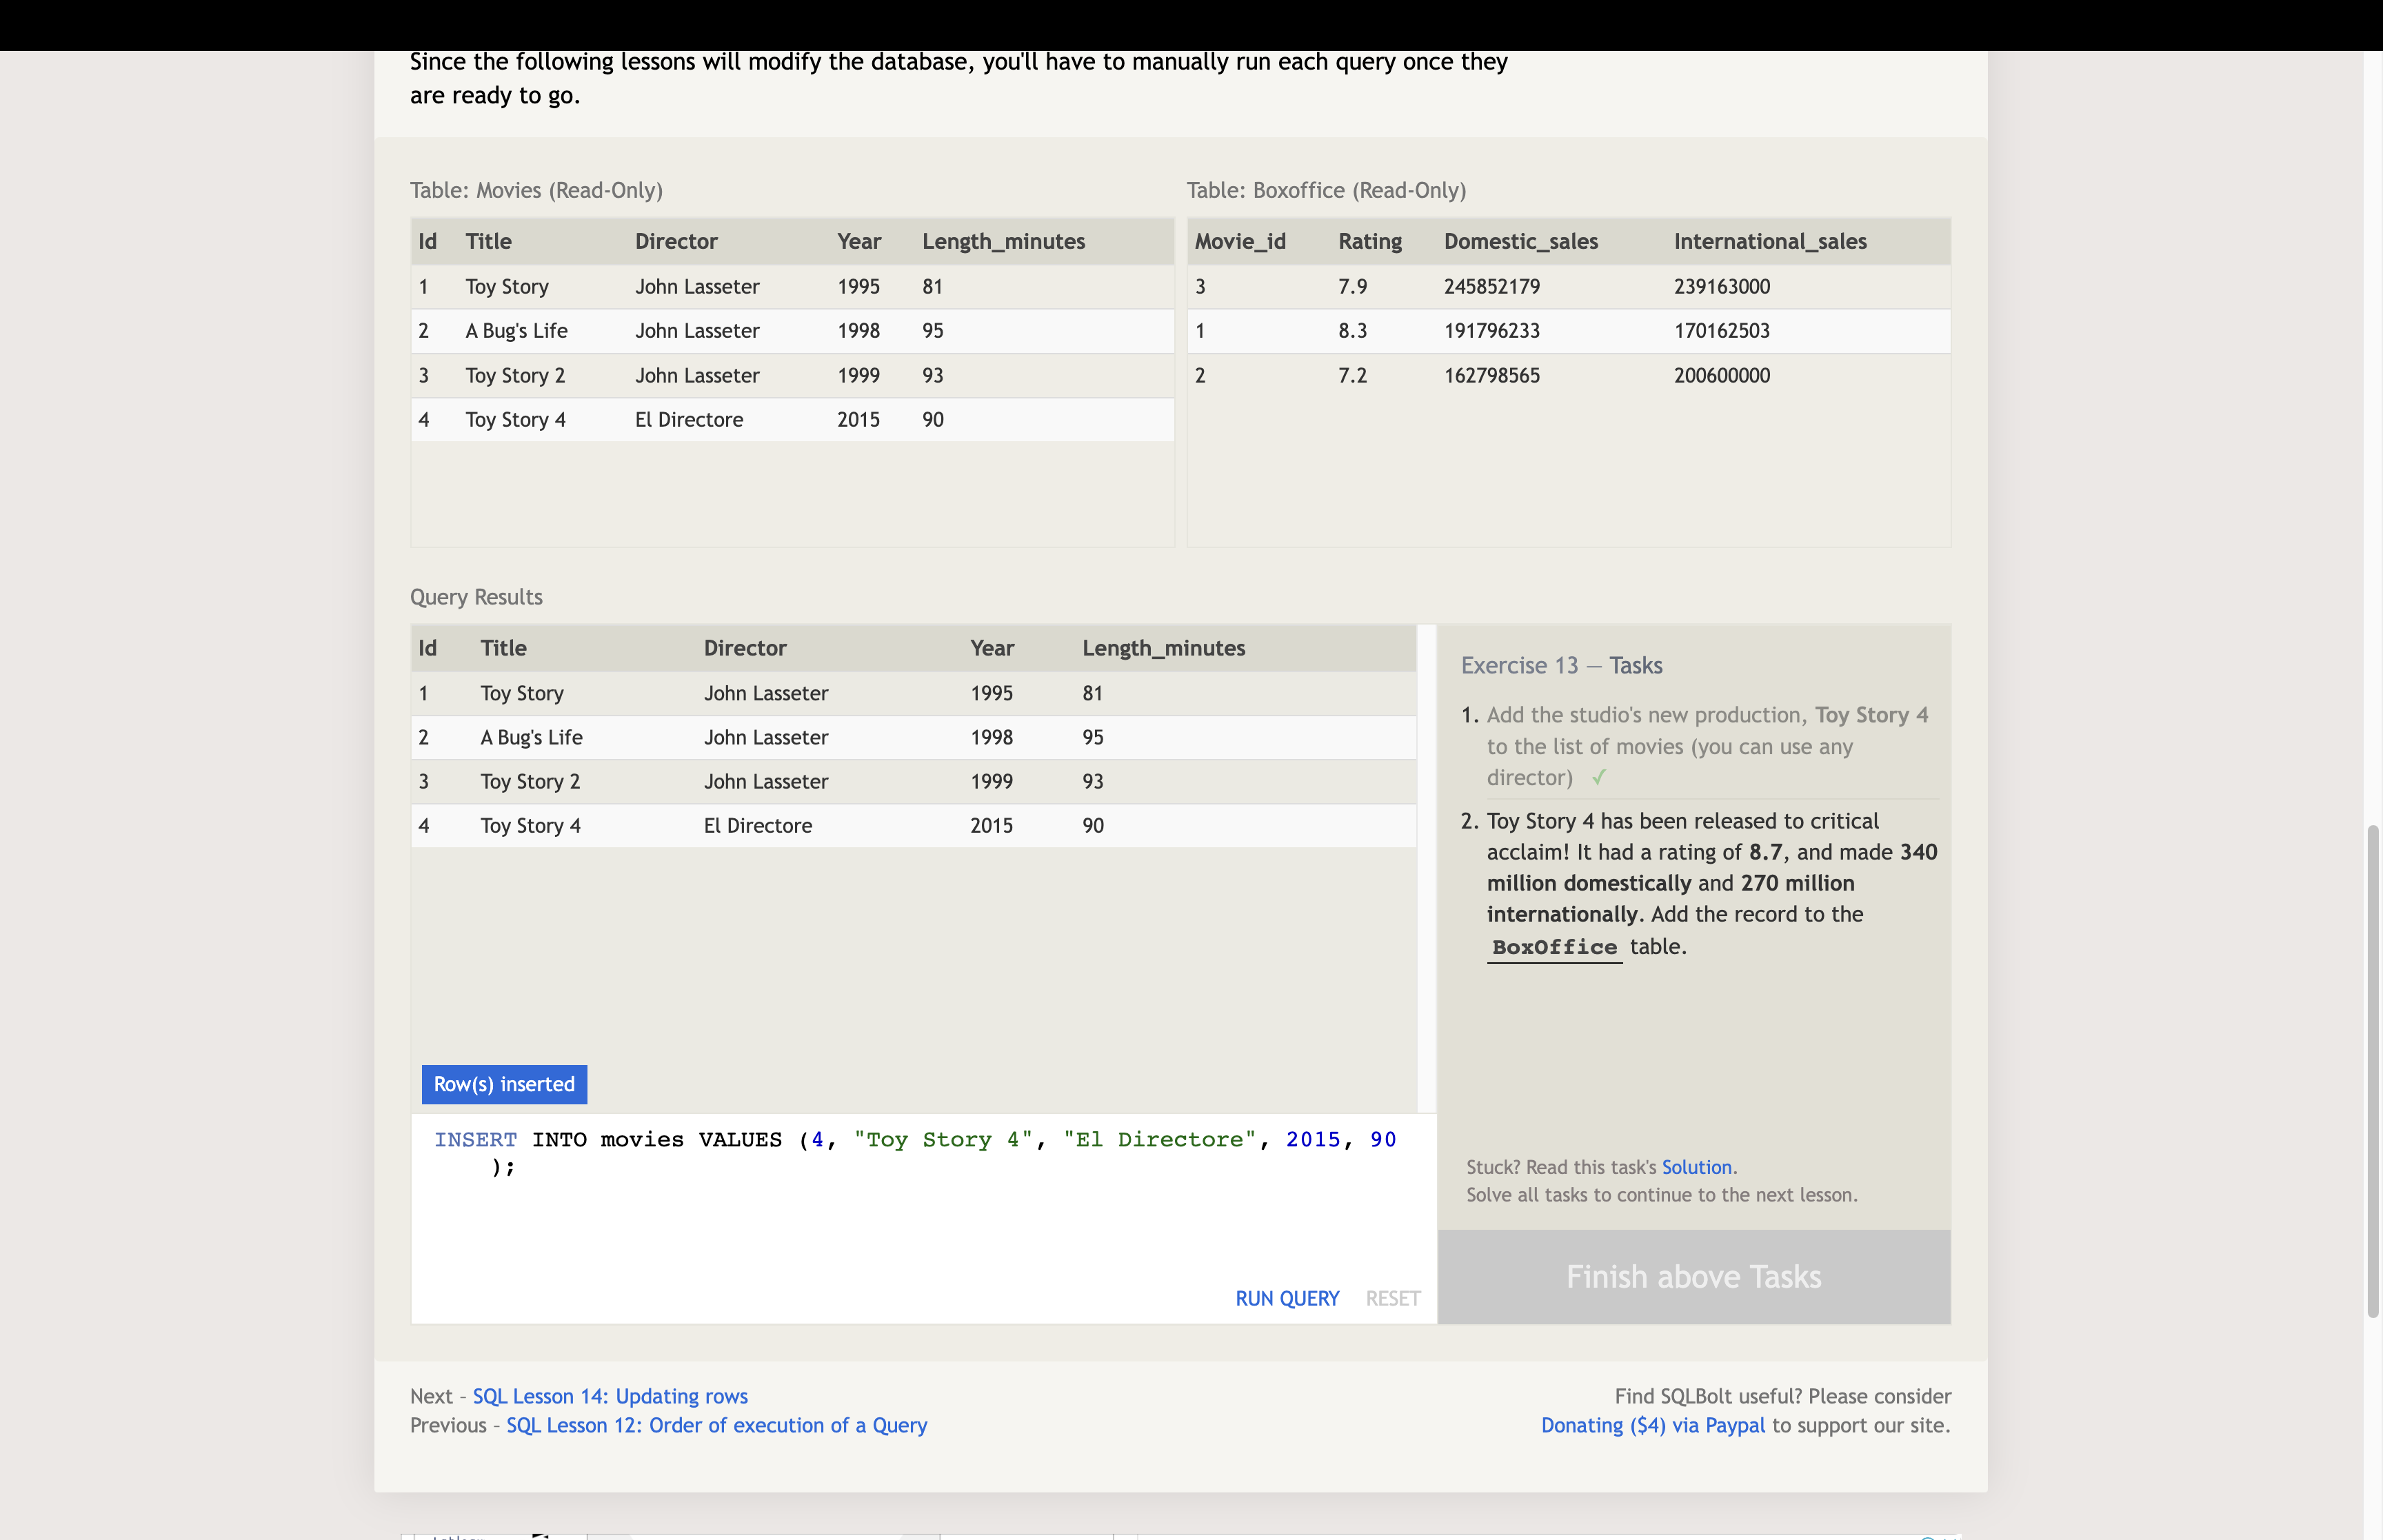 Since the following lessons will modify the database, you'll have to manually run each query once they
are ready to go.
Table: Movies (Read-Only)
Id Title Director Year Length_minutes
1 Toy Story John Lasseter 1995 81
2 A Bug's Life John Lasseter 1998 95
3 Toy Story 2 John Lasseter 1999 93
4 Toy Story 4 El Directore 2015 90
Table: Boxoffice (Read-Only)
Movie_id Rating Domestic_sales International_sales
3 7.9 245852179 239163000
1 8.3 191796233 170162503
2 7.2 162798565 200600000
Query Results
Id Title Director Year Length_minutes
1 Toy Story John Lasseter 1995 81
2 A Bug's Life John Lasseter 1998 95
3 Toy Story 2 John Lasseter 1999 93
4 Toy Story 4 El Directore 2015 90
Row(s) inserted
INSERT INTO movies VALUES (4, "Toy Story 4", "El Directore", 2015, 90
);
RUN QUERY RESET
Exercise 13 — Tasks
1. Add the studio's new production, Toy Story 4
to the list of movies (you can use any
director) ✓
2. Toy Story 4 has been released to critical
acclaim! It had a rating of 8.7, and made 340
million domestically and 270 million
internationally. Add the record to the
BoxOffice table.
Stuck? Read this task's Solution.
Solve all tasks to continue to the next lesson.
Finish above Tasks
Next – SQL Lesson 14: Updating rows
Previous – SQL Lesson 12: Order of execution of a Query
Find SQLBolt useful? Please consider
Donating ($4) via Paypal to support our site.